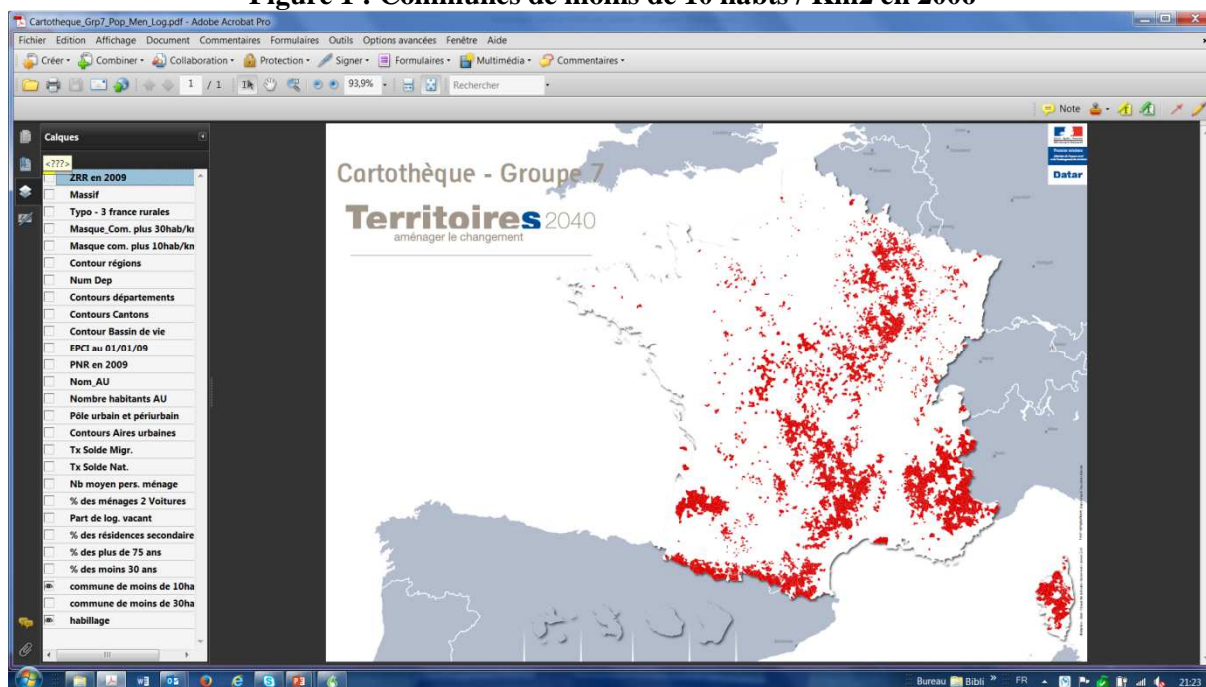 Figure 1 : Communes de moins de 10 habts / Km2 en 2006
Cartotheque_Grp7_Pop_Men_Log.pdf - Adobe Acrobat Pro
Fichier Edition Affichage Document Commentaires Formulaires Outils Options avancées Fenêtre Aide
Créer Combiner Collaboration Protection Signer Formulaires Multimédia Commentaires
1 / 1 93,9% Rechercher
Note
Calques
<???>
ZRR en 2009
Massif
Typo - 3 france rurales
Masque_Com. plus 30hab/kr
Masque com. plus 10hab/kn
Contour régions
Num Dep
Contours départements
Contours Cantons
Contour Bassin de vie
EPCI au 01/01/09
PNR en 2009
Nom_AU
Nombre habitants AU
Pôle urbain et périurbain
Contours Aires urbaines
Tx Solde Migr.
Tx Solde Nat.
Nb moyen pers. ménage
% des ménages 2 Voitures
Part de log. vacant
% des résidences secondaire
% des plus de 75 ans
% des moins 30 ans
commune de moins de 10ha
commune de moins de 30ha
habillage
Cartothèque - Groupe 7
Territoires 2040
aménager le changement
Datar
Bureau Bibli » FR 21:23